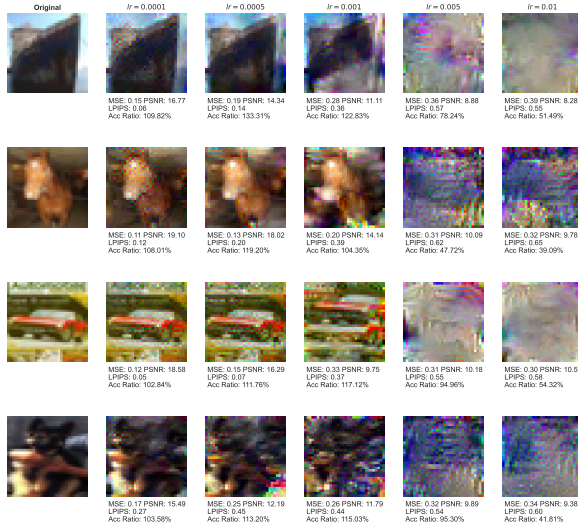 Original lr = 0.0001 lr = 0.0005 lr = 0.001 lr = 0.005 lr = 0.01
MSE: 0.15 PSNR: 16.77 MSE: 0.19 PSNR: 14.34 MSE: 0.28 PSNR: 11.11 MSE: 0.36 PSNR: 8.88 MSE: 0.39 PSNR: 8.28
LPIPS: 0.06 LPIPS: 0.14 LPIPS: 0.36 LPIPS: 0.57 LPIPS: 0.55
Acc Ratio: 109.82% Acc Ratio: 133.31% Acc Ratio: 122.83% Acc Ratio: 78.24% Acc Ratio: 51.49%
MSE: 0.11 PSNR: 19.10 MSE: 0.13 PSNR: 18.02 MSE: 0.20 PSNR: 14.14 MSE: 0.31 PSNR: 10.09 MSE: 0.32 PSNR: 9.78
LPIPS: 0.12 LPIPS: 0.20 LPIPS: 0.39 LPIPS: 0.62 LPIPS: 0.65
Acc Ratio: 108.01% Acc Ratio: 119.20% Acc Ratio: 104.35% Acc Ratio: 47.72% Acc Ratio: 39.09%
MSE: 0.12 PSNR: 18.58 MSE: 0.15 PSNR: 16.29 MSE: 0.33 PSNR: 9.75 MSE: 0.31 PSNR: 10.18 MSE: 0.30 PSNR: 10.5
LPIPS: 0.05 LPIPS: 0.07 LPIPS: 0.37 LPIPS: 0.55 LPIPS: 0.58
Acc Ratio: 102.84% Acc Ratio: 111.76% Acc Ratio: 117.12% Acc Ratio: 94.96% Acc Ratio: 54.32%
MSE: 0.17 PSNR: 15.49 MSE: 0.25 PSNR: 12.19 MSE: 0.26 PSNR: 11.79 MSE: 0.32 PSNR: 9.89 MSE: 0.34 PSNR: 9.38
LPIPS: 0.27 LPIPS: 0.45 LPIPS: 0.44 LPIPS: 0.54 LPIPS: 0.60
Acc Ratio: 103.58% Acc Ratio: 113.20% Acc Ratio: 115.03% Acc Ratio: 95.30% Acc Ratio: 41.81%